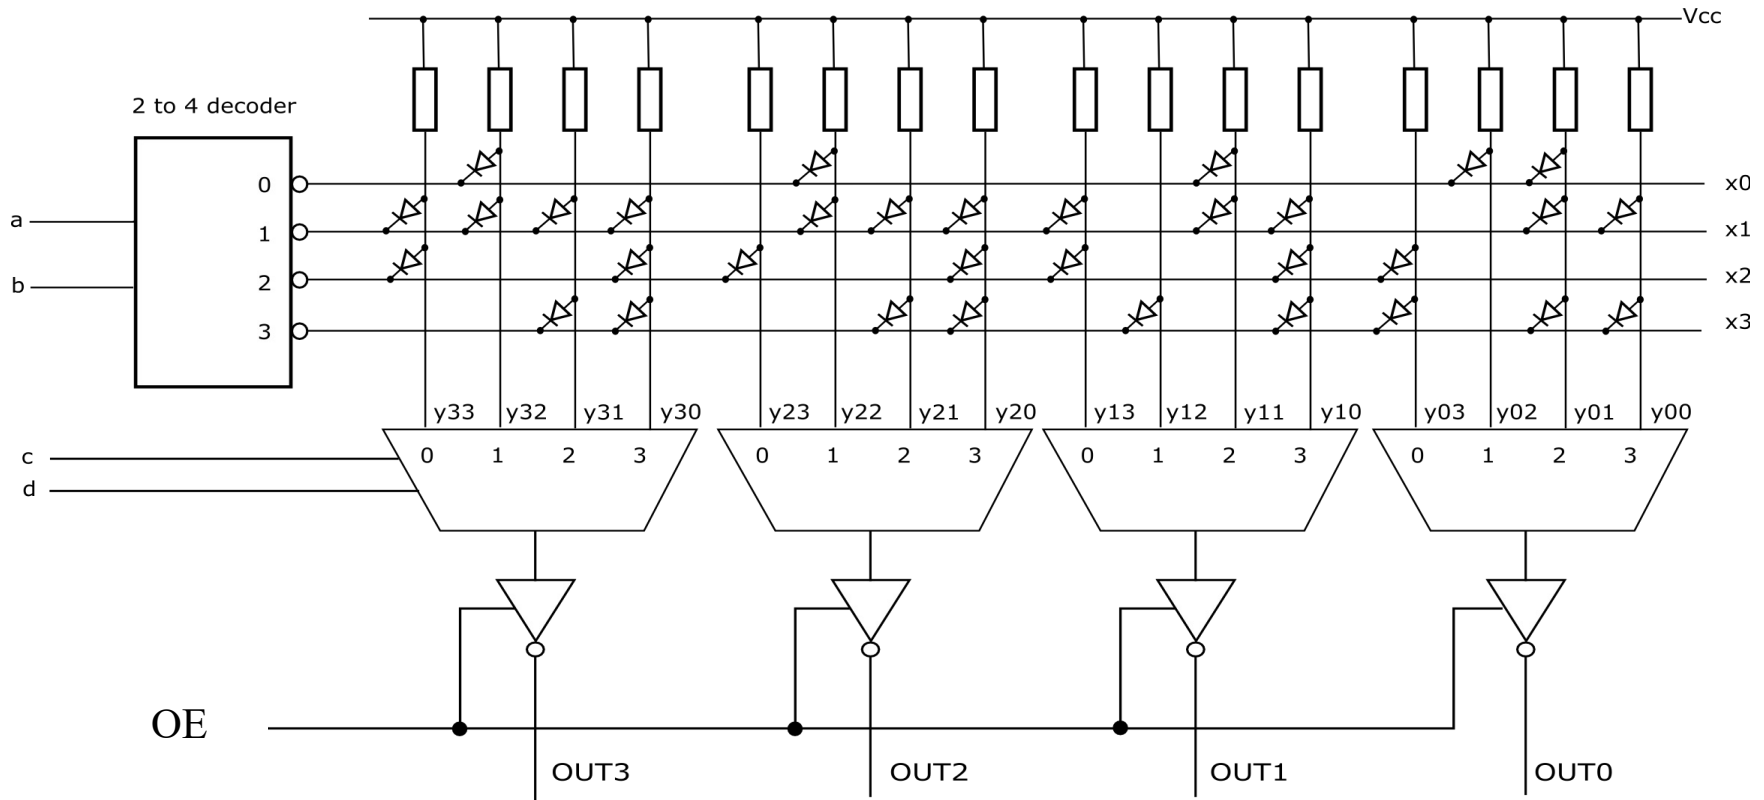 Vcc
2 to 4 decoder
0 x0
a
1 x1
b
2 x2
3 x3
y33 y32 y31 y30 y23 y22 y21 y20 y13 y12 y11 y10 y03 y02 y01 y00
c 0 1 2 3 0 1 2 3 0 1 2 3 0 1 2 3
d
OE
OUT3 OUT2 OUT1 OUT0